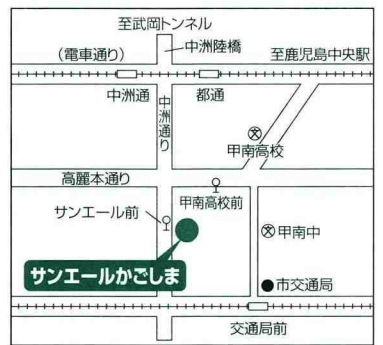 至武岡トンネル
中洲陸橋
(電車通り)
至鹿児島中央駅
中洲通
都通
中洲通り
甲南高校
高麗本通り
甲南高校前
サンエール前
甲南中
サンエールかごしま
市交通局
交通局前